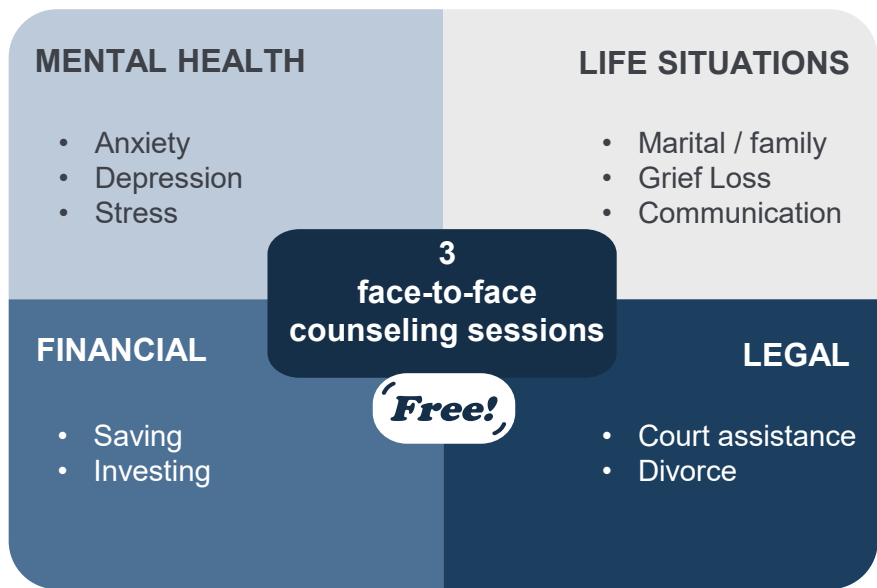 MENTAL HEALTH
• Anxiety
• Depression
• Stress
LIFE SITUATIONS
• Marital / family
• Grief Loss
• Communication
3
face-to-face
counseling sessions
Free!
FINANCIAL
• Saving
• Investing
LEGAL
• Court assistance
• Divorce